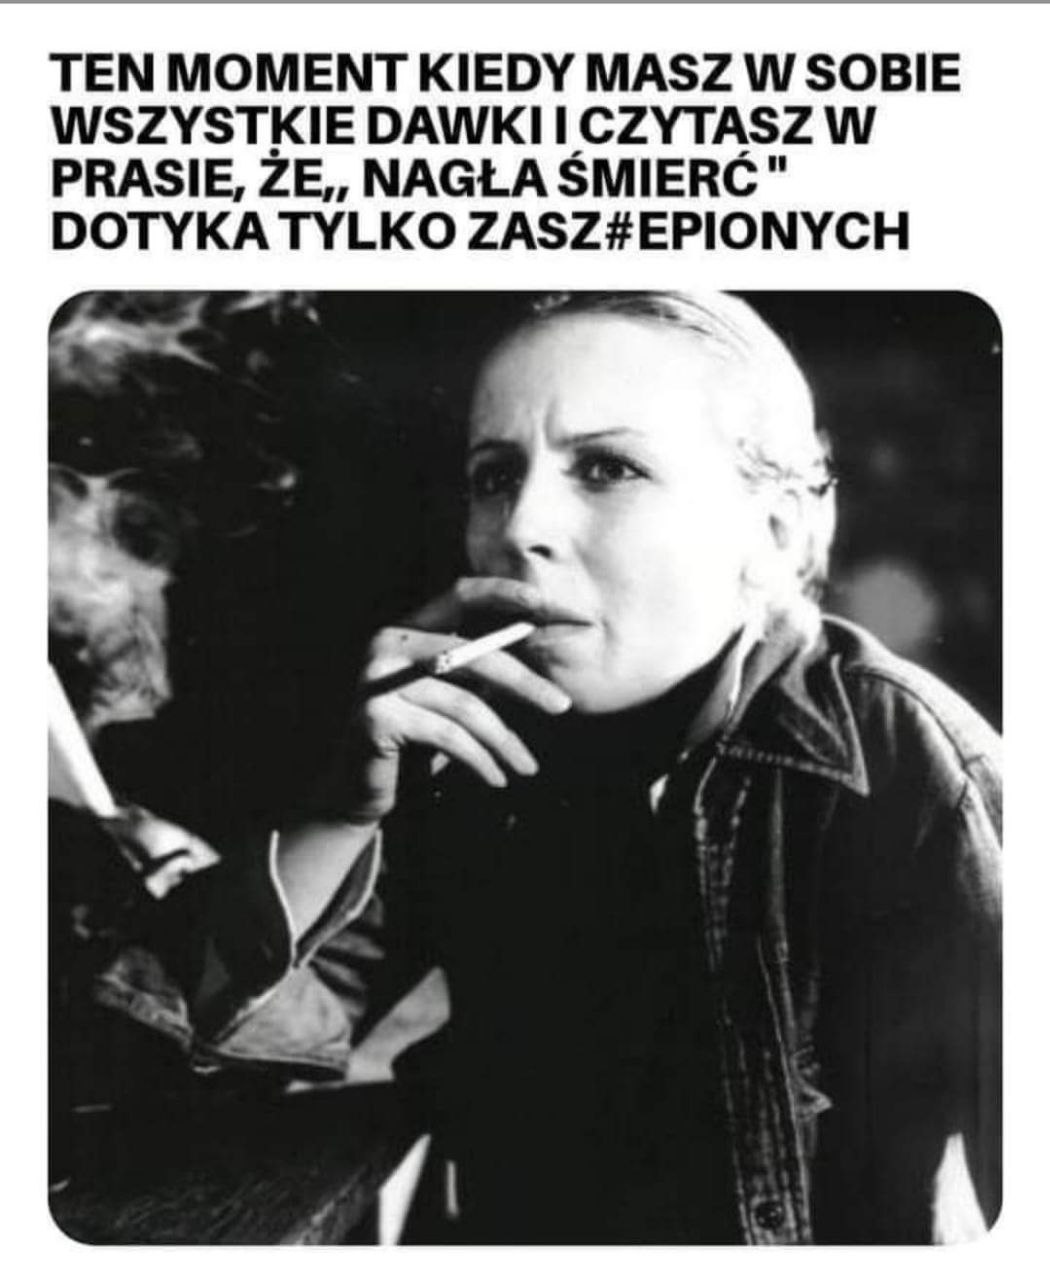 TEN MOMENT KIEDY MASZ W SOBIE
WSZYSTKIE DAWKI I CZYTASZ W
PRASIE, ŻE,, NAGŁA ŚMIERĆ "
DOTYKA TYLKO ZASZ#EPIONYCH